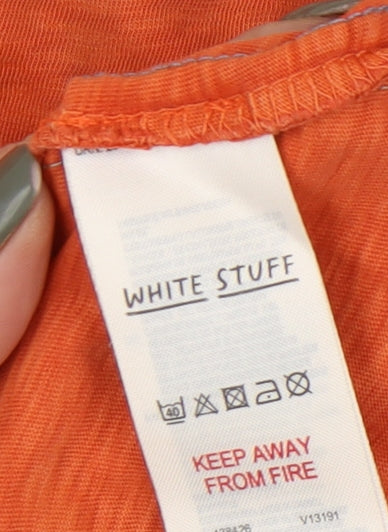 WHITE STUFF
40
KEEP AWAY
FROM FIRE
V13191